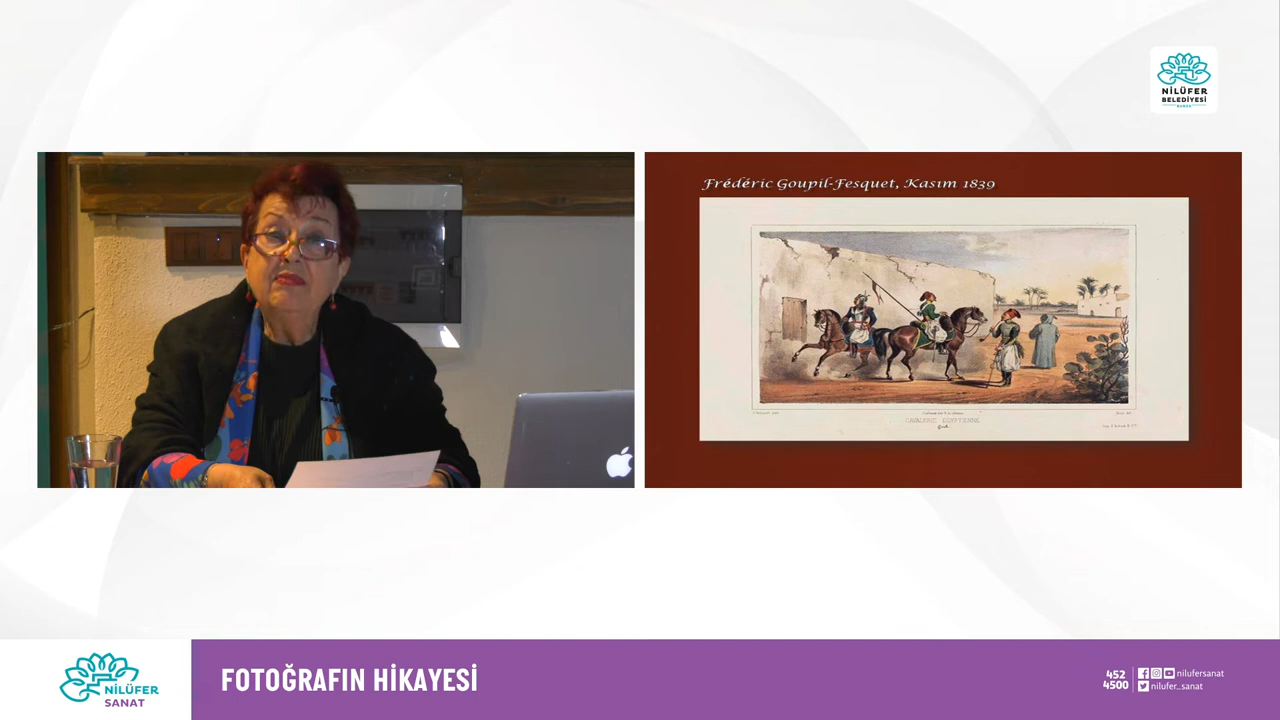 NİLÜFER
BELEDİYESİ
BURSA
Frédéric Goupil-Fesquet, Kasım 1839
CAVALERIE EGYPTIENNE
NİLÜFER
SANAT
FOTOĞRAFIN HİKAYESİ
452
4500
nilufersanat
nilufer_sanat